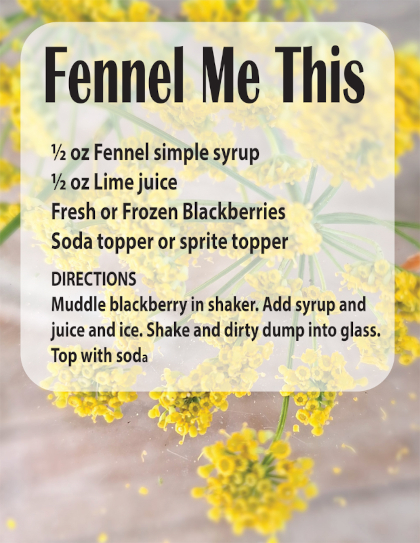 Fennel Me This
½ oz Fennel simple syrup
½ oz Lime juice
Fresh or Frozen Blackberries
Soda topper or sprite topper
DIRECTIONS
Muddle blackberry in shaker. Add syrup and
juice and ice. Shake and dirty dump into glass.
Top with soda